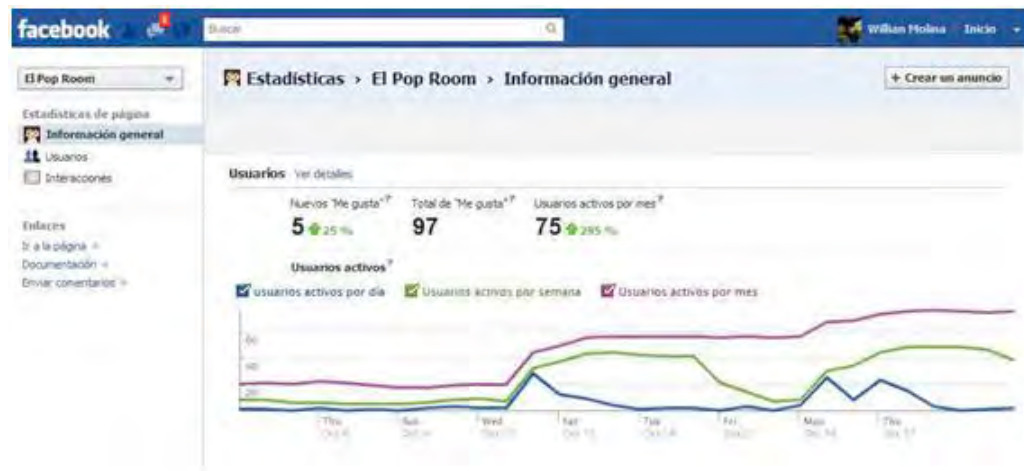 facebook
Buscar
Willian Molina Inicio
El Pop Room
Estadísticas › El Pop Room › Información general
+ Crear un anuncio
Estadísticas de página
Información general
Usuarios
Interacciones
Enlaces
Ir a la página
Documentación
Enviar comentarios
Usuarios Ver detalles
Nuevos "Me gusta"? Total de "Me gusta"? Usuarios activos por mes?
5 25 % 97 75 295 %
Usuarios activos?
usuarios activos por día Usuarios activos por semana Usuarios activos por mes
60
40
20
Thu Sun Wed Sat Tue Fri Mon Thu